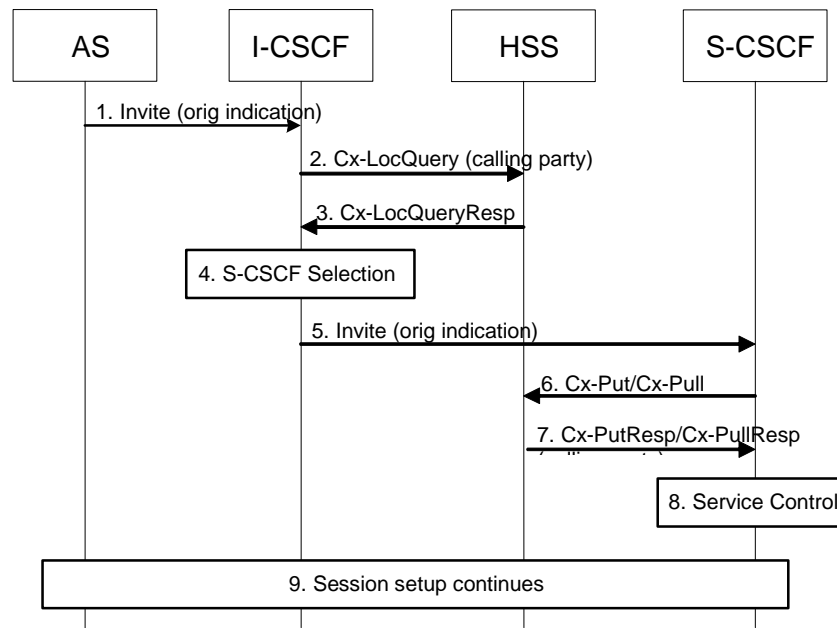 AS
I-CSCF
HSS
S-CSCF
1. Invite (orig indication)
2. Cx-LocQuery (calling party)
3. Cx-LocQueryResp
4. S-CSCF Selection
5. Invite (orig indication)
6. Cx-Put/Cx-Pull
7. Cx-PutResp/Cx-PullResp
8. Service Control
9. Session setup continues